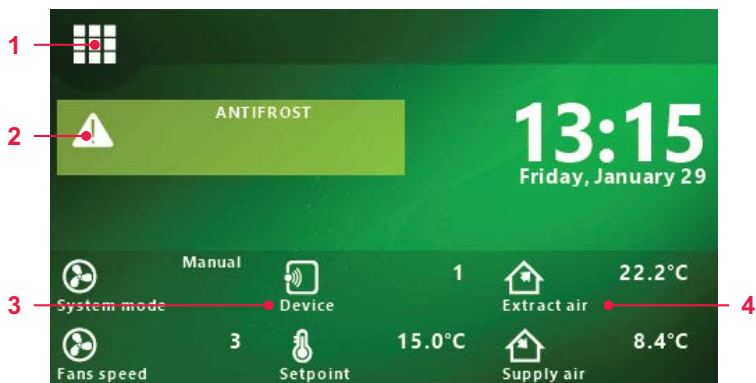 1
2
ANTIFROST
13:15
Friday, January 29
Manual
1
22.2°C
3
System mode
Device
Extract air
4
3
15.0°C
8.4°C
Fans speed
Setpoint
Supply air